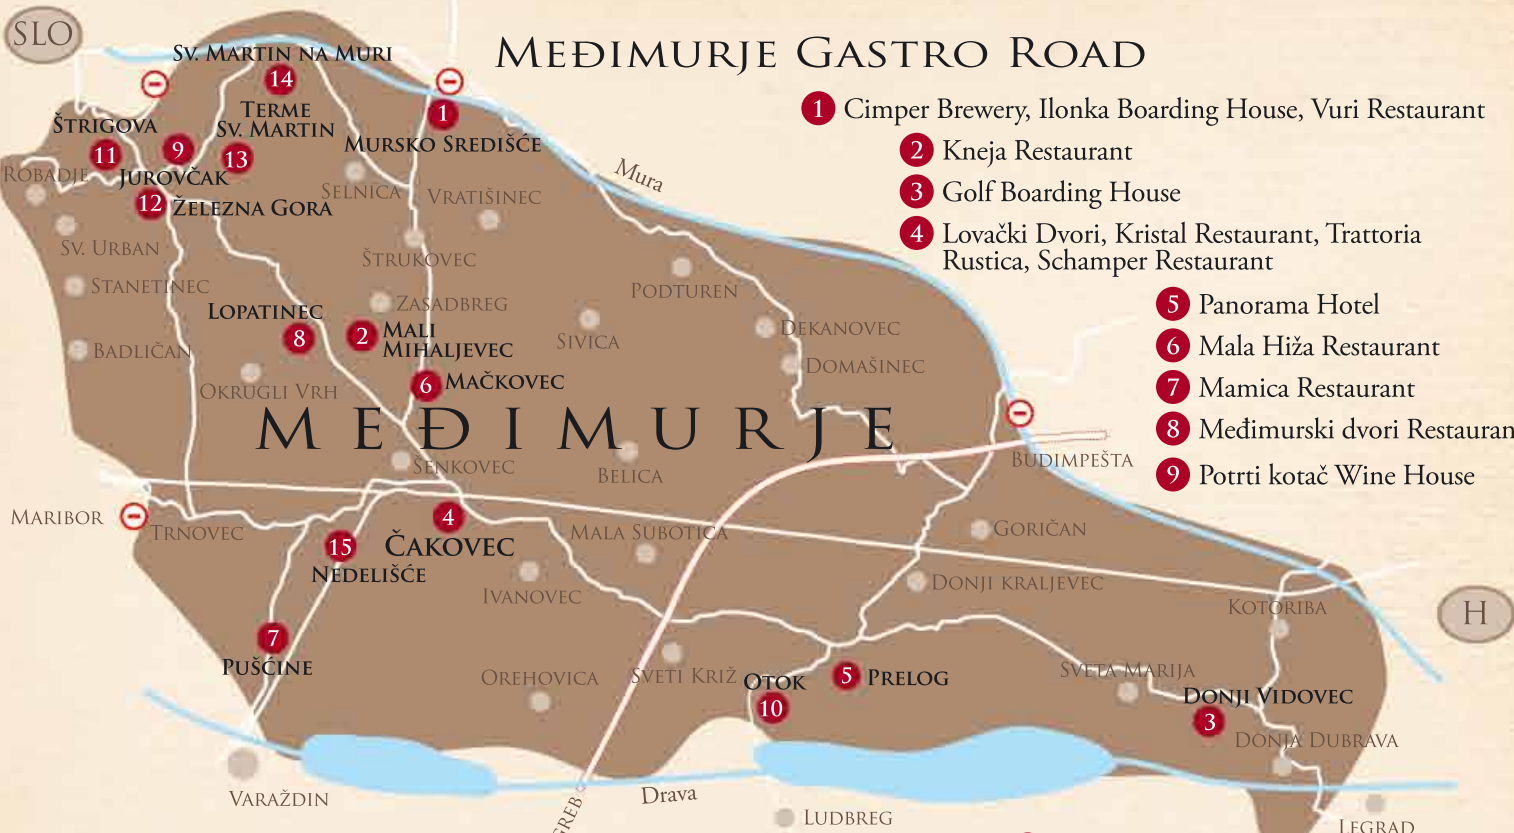 SLO
MEĐIMURJE GASTRO ROAD
SV. MARTIN NA MURI
14
TERME
SV. MARTIN
1
MURSKO SREDIŠĆE
1 Cimper Brewery, Ilonka Boarding House, Vuri Restaurant
2 Kneja Restaurant
3 Golf Boarding House
4 Lovački Dvori, Kristal Restaurant, Trattoria
Rustica, Schamper Restaurant
5 Panorama Hotel
6 Mala Hiža Restaurant
7 Mamica Restaurant
8 Međimurski dvori Restauran
9 Potrti kotač Wine House
ŠTRIGOVA
11
9
13
JUROVČAK
ROBADJE
12 ŽELEZNA GORA
SELNICA
VRATIŠINEC
Mura
SV. URBAN
ŠTRUKOVEC
STANETINEC
ZASADBREG
PODTUREN
LOPATINEC
8
2 MALI
MIHALJEVEC
SIVICA
DEKANOVEC
BADLIČAN
DOMAŠINEC
OKRUGLI VRH
6 MAČKOVEC
MEĐIMURJE
ŠENKOVEC
BELICA
BUDIMPEŠTA
MARIBOR
TRNOVEC
4
ČAKOVEC
15
NEDELIŠĆE
MALA SUBOTICA
GORIČAN
IVANOVEC
DONJI KRALJEVEC
KOTORIBA
H
7
PUŠĆINE
OREHOVICA
SVETI KRIŽ
OTOK
10
5 PRELOG
SVETA MARIJA
DONJI VIDOVEC
3
DONJA DUBRAVA
VARAŽDIN
Drava
GREB
LUDBREG
LEGRAD